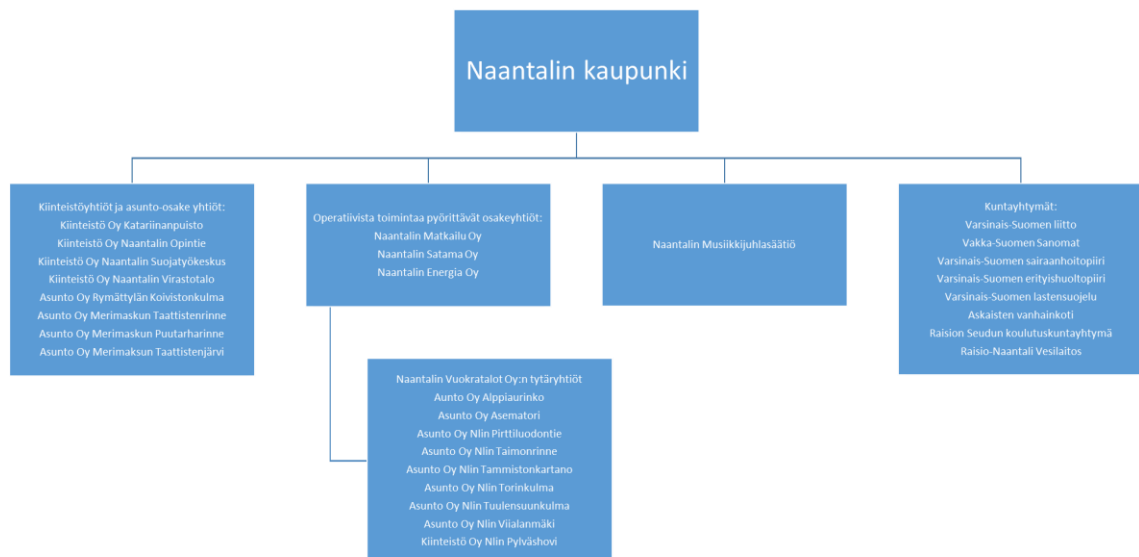 Naantalin kaupunki
Kiinteistöyhtiöt ja asunto-osake yhtiöt:
Kiinteistö Oy Katariinanpuisto
Kiinteistö Oy Naantalin Opintie
Kiinteistö Oy Naantalin Suojatyökeskus
Kiinteistö Oy Naantalin Virastotalo
Asunto Oy Rymättylän Koivistonkulma
Asunto Oy Merimaskun Taattistenrinne
Asunto Oy Merimaskun Puutarharinne
Asunto Oy Merimaksun Taattistenjärvi
Operatiivista toimintaa pyörittävät osakeyhtiöt:
Naantalin Matkailu Oy
Naantalin Satama Oy
Naantalin Energia Oy
Naantalin Vuokratalot Oy:n tytäryhtiöt
Aunto Oy Alppiaurinko
Asunto Oy Asematori
Asunto Oy Nlin Pirttiluodontie
Asunto Oy Nlin Taimonrinne
Asunto Oy Nlin Tammistonkartano
Asunto Oy Nlin Torinkulma
Asunto Oy Nlin Tuulensuunkulma
Asunto Oy Nlin Viialanmäki
Kiinteistö Oy Nlin Pylväshovi
Naantalin Musiikkijuhlasäätiö
Kuntayhtymät:
Varsinais-Suomen liitto
Vakka-Suomen Sanomat
Varsinais-Suomen sairaanhoitopiiri
Varsinais-Suomen erityishuoltopiiri
Varsinais-Suomen lastensuojelu
Askaisten vanhainkoti
Raision Seudun koulutuskuntayhtymä
Raisio-Naantali Vesilaitos